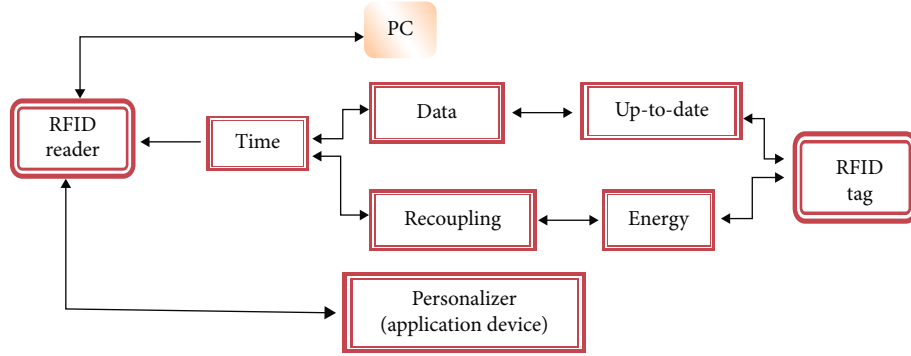 PC
RFID
reader
Time
Data
Up-to-date
RFID
tag
Recoupling
Energy
Personalizer
(application device)